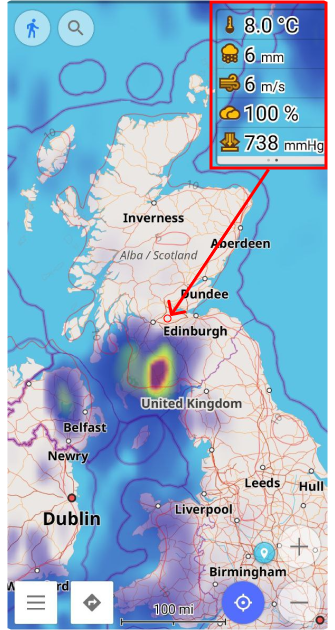 8.0 °C
6 mm
6 m/s
100 %
738 mmHg
10
Inverness
Aberdeen
Alba / Scotland
Dundee
Edinburgh
United Kingdom
Belfast
Newry
Leeds
Hull
Liverpool
Dublin
Birmingham
100 mi